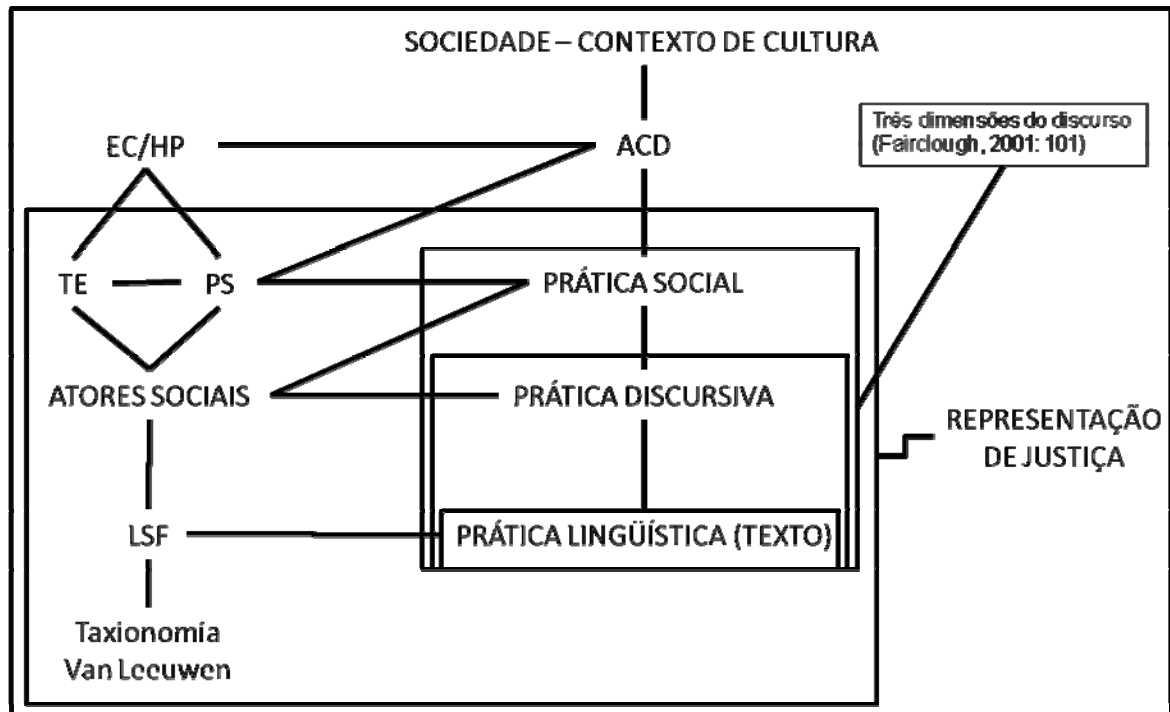 SOCIEDADE – CONTEXTO DE CULTURA
Três dimensões do discurso
(Fairclough, 2001: 101)
EC/HP
ACD
TE
PS
PRÁTICA SOCIAL
ATORES SOCIAIS
PRÁTICA DISCURSIVA
REPRESENTAÇÃO
DE JUSTIÇA
LSF
PRÁTICA LINGÜÍSTICA (TEXTO)
Taxionomía
Van Leeuwen